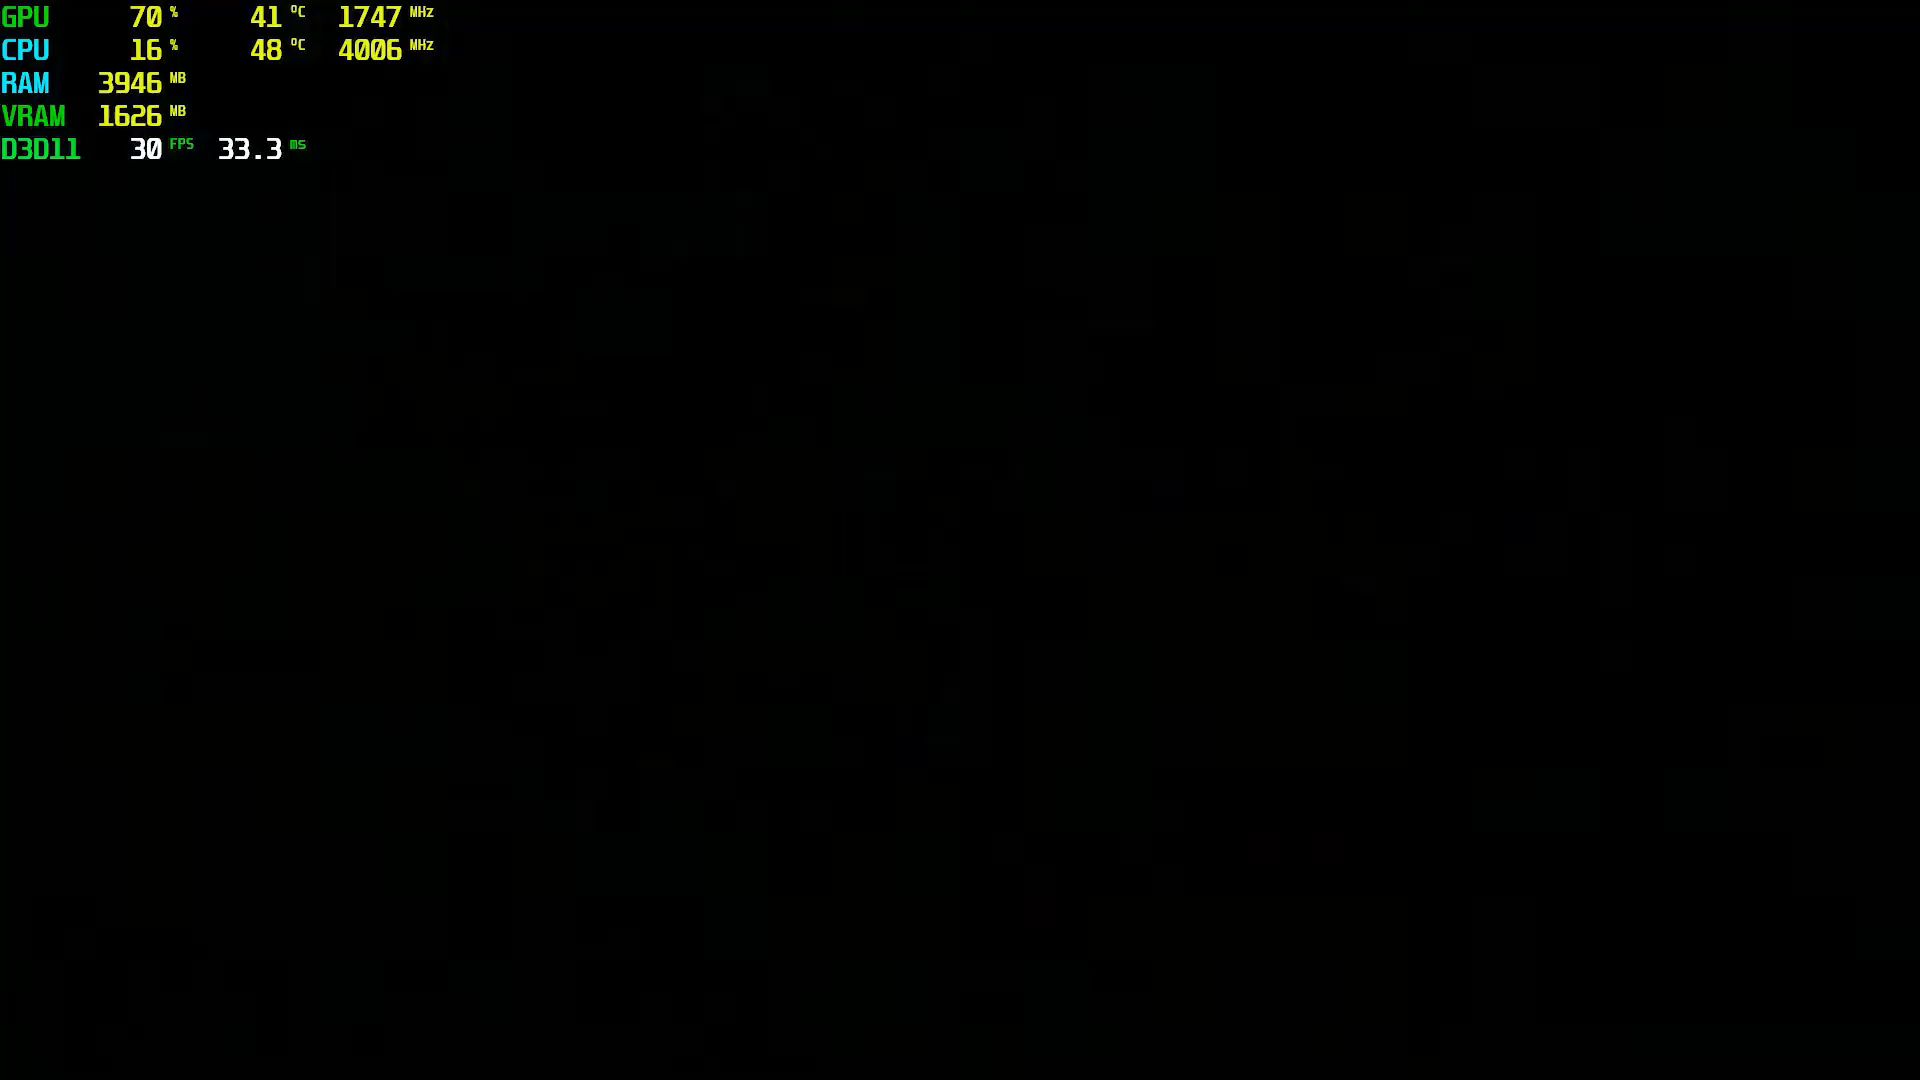 GPU 70 % 41 °C 1747 MHz
CPU 16 % 48 °C 4006 MHz
RAM 3946 MB
VRAM 1626 MB
D3D11 30 FPS 33.3 ms